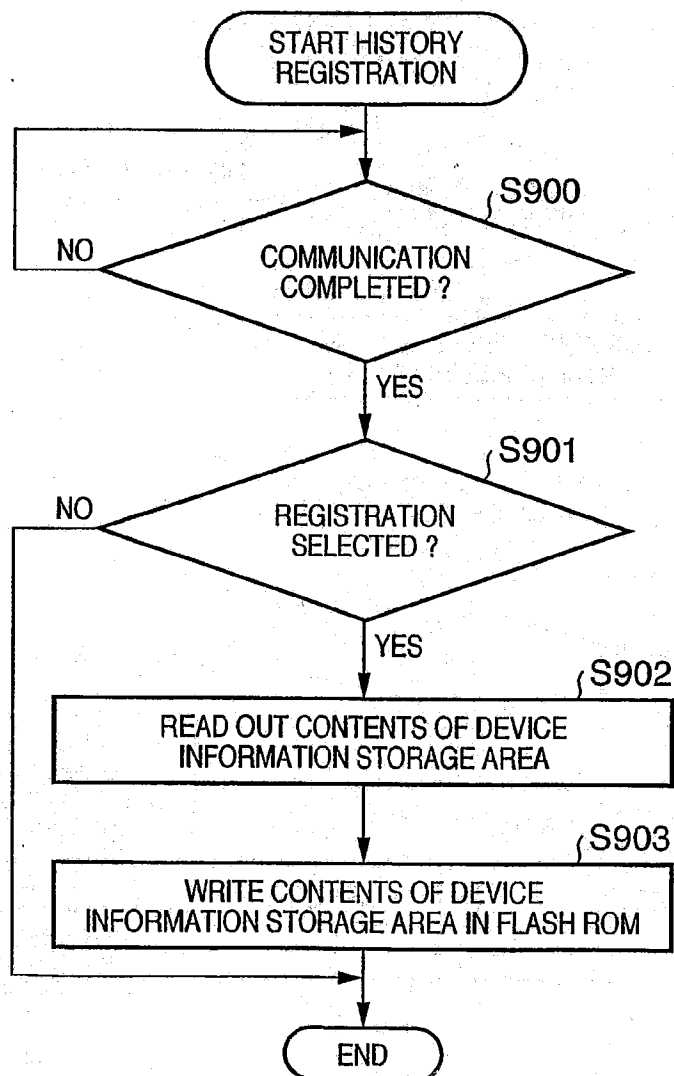 START HISTORY
REGISTRATION
S900
NO
COMMUNICATION
COMPLETED ?
YES
S901
NO
REGISTRATION
SELECTED ?
YES
S902
READ OUT CONTENTS OF DEVICE
INFORMATION STORAGE AREA
S903
WRITE CONTENTS OF DEVICE
INFORMATION STORAGE AREA IN FLASH ROM
END